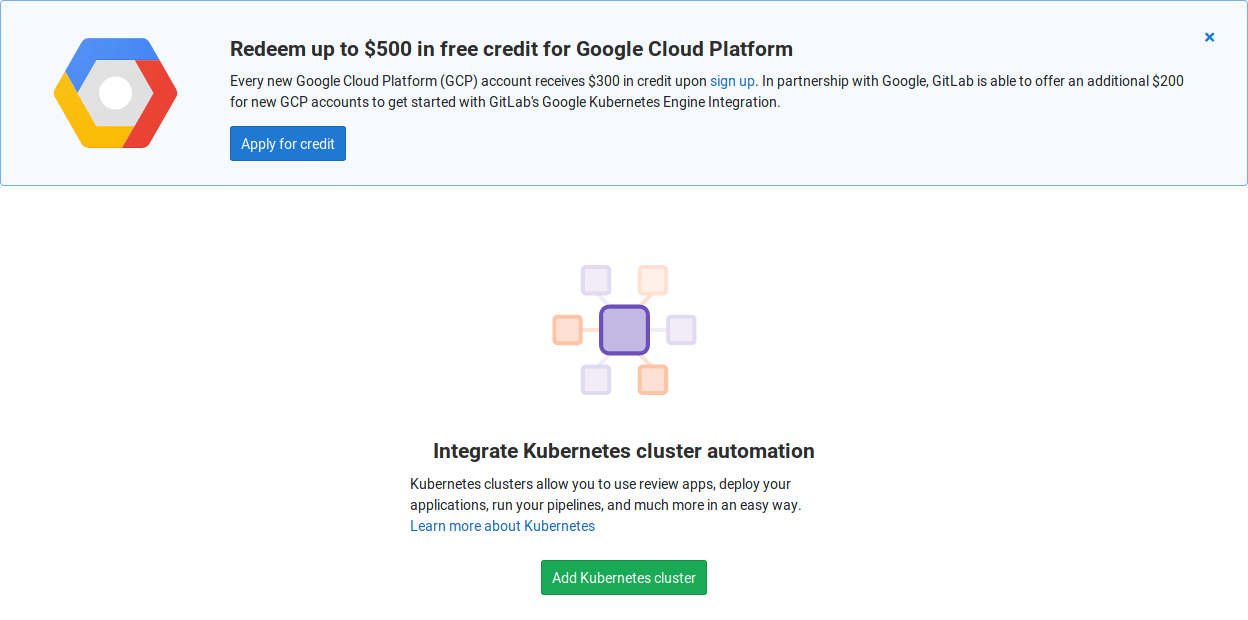 Redeem up to $500 in free credit for Google Cloud Platform
Every new Google Cloud Platform (GCP) account receives $300 in credit upon sign up. In partnership with Google, GitLab is able to offer an additional $200
for new GCP accounts to get started with GitLab's Google Kubernetes Engine Integration.
Apply for credit
Integrate Kubernetes cluster automation
Kubernetes clusters allow you to use review apps, deploy your
applications, run your pipelines, and much more in an easy way.
Learn more about Kubernetes
Add Kubernetes cluster